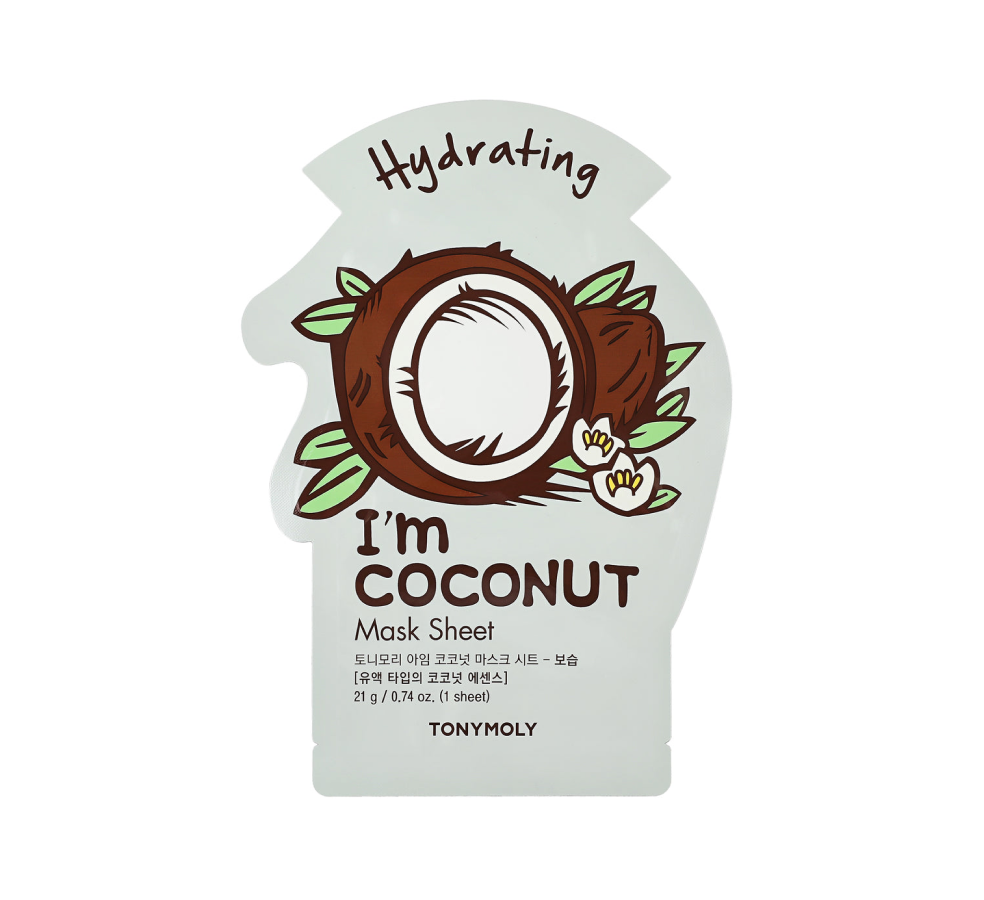 Hydrating
I'm
COCONUT
Mask Sheet
토니모리 아임 코코넛 마스크 시트 - 보습
[유액 타입의 코코넛 에센스]
21 g / 0.74 oz. (1 sheet)
TONYMOLY